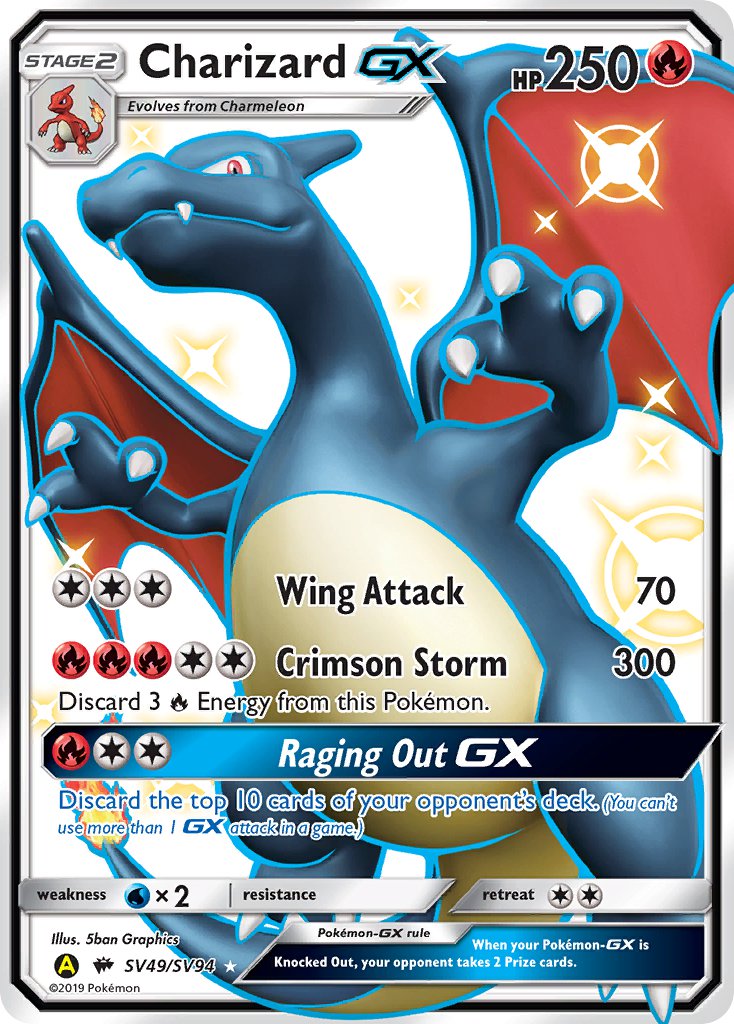 STAGE2 Charizard GX HP250
Evolves from Charmeleon
Wing Attack 70
Crimson Storm 300
Discard 3 Energy from this Pokémon.
Raging Out GX
Discard the top 10 cards of your opponent's deck. (You can't
use more than 1 GX attack in a game.)
weakness ×2 resistance retreat
Illus. 5ban Graphics
A SV49/SV94
©2019 Pokémon
Pokémon-GX rule
When your Pokémon-GX is
Knocked Out, your opponent takes 2 Prize cards.